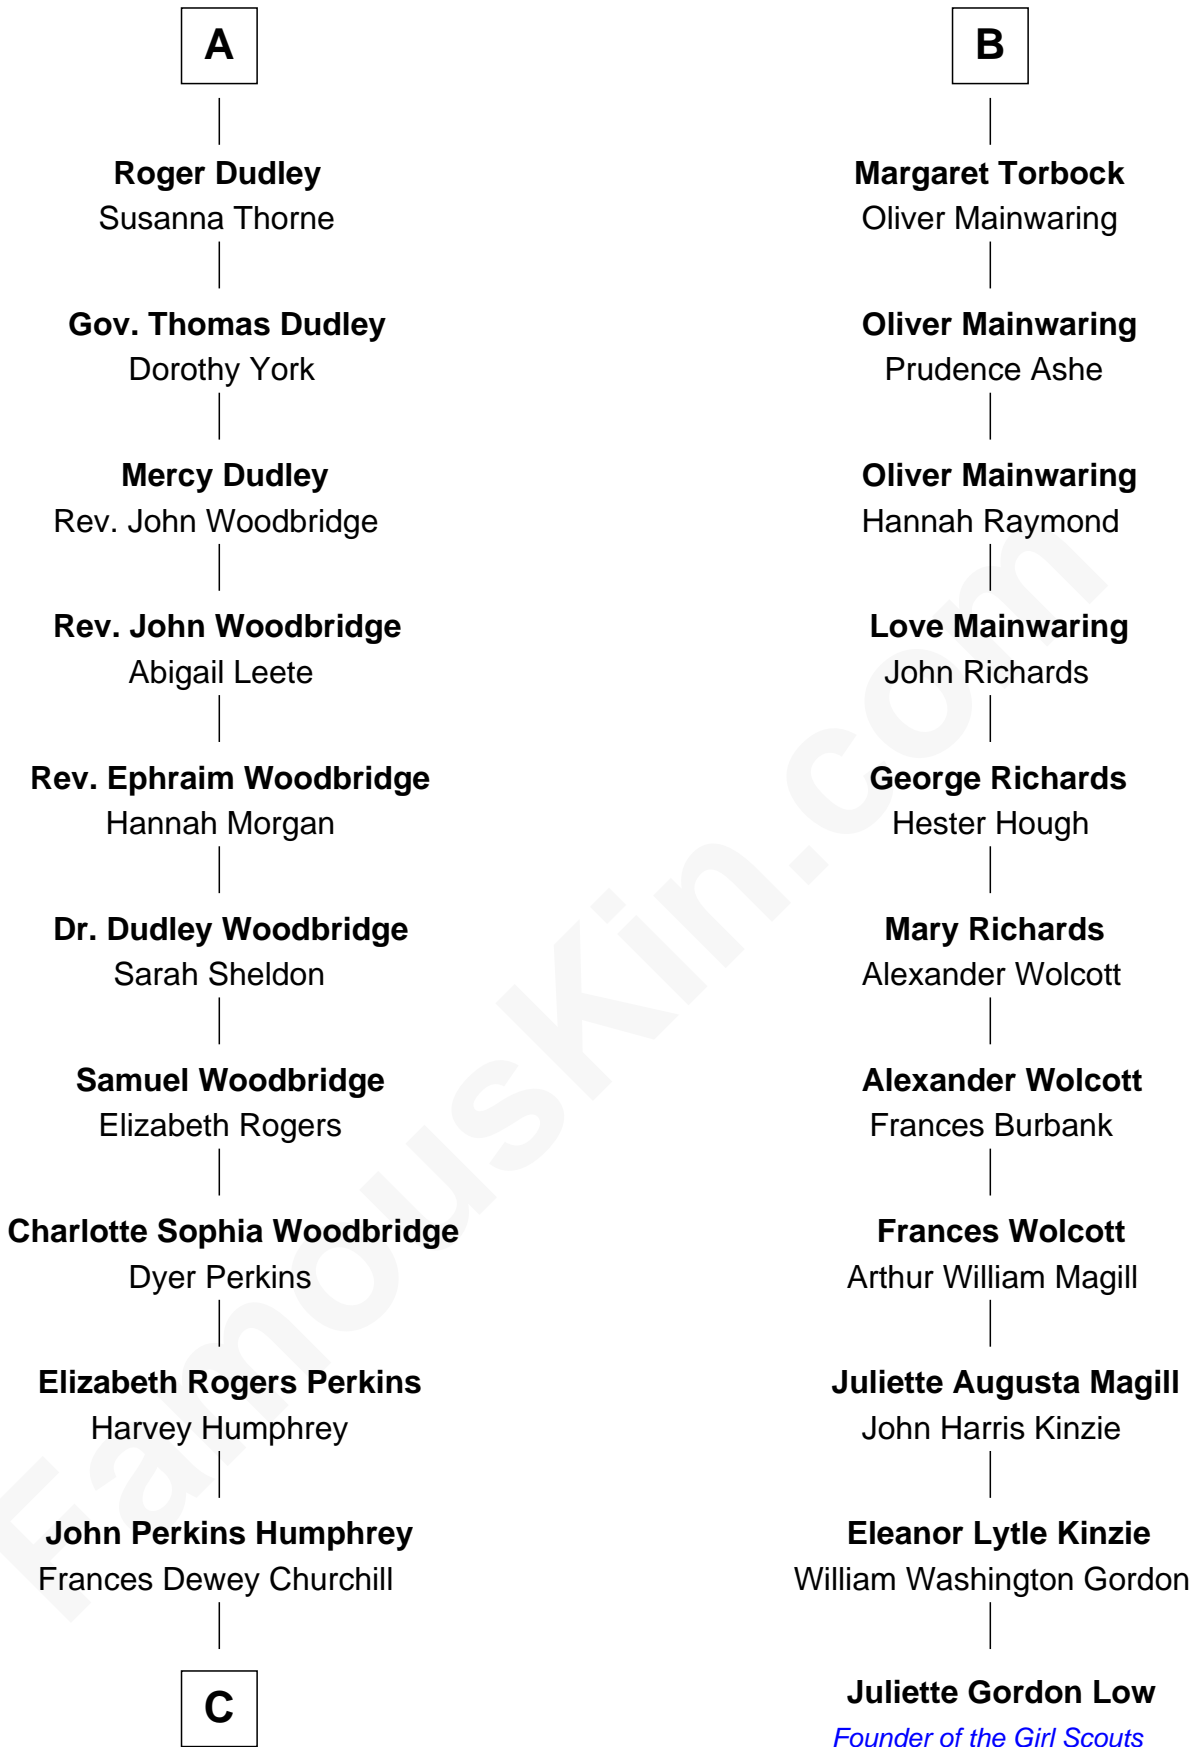 A
Roger Dudley
Susanna Thorne
Gov. Thomas Dudley
Dorothy York
Mercy Dudley
Rev. John Woodbridge
Rev. John Woodbridge
Abigail Leete
Rev. Ephraim Woodbridge
Hannah Morgan
Dr. Dudley Woodbridge
Sarah Sheldon
Samuel Woodbridge
Elizabeth Rogers
Charlotte Sophia Woodbridge
Dyer Perkins
Elizabeth Rogers Perkins
Harvey Humphrey
John Perkins Humphrey
Frances Dewey Churchill
C
B
Margaret Torbock
Oliver Mainwaring
Oliver Mainwaring
Prudence Ashe
Oliver Mainwaring
Hannah Raymond
Love Mainwaring
John Richards
George Richards
Hester Hough
Mary Richards
Alexander Wolcott
Alexander Wolcott
Frances Burbank
Frances Wolcott
Arthur William Magill
Juliette Augusta Magill
John Harris Kinzie
Eleanor Lytle Kinzie
William Washington Gordon
Juliette Gordon Low
Founder of the Girl Scouts
FamousKin.com